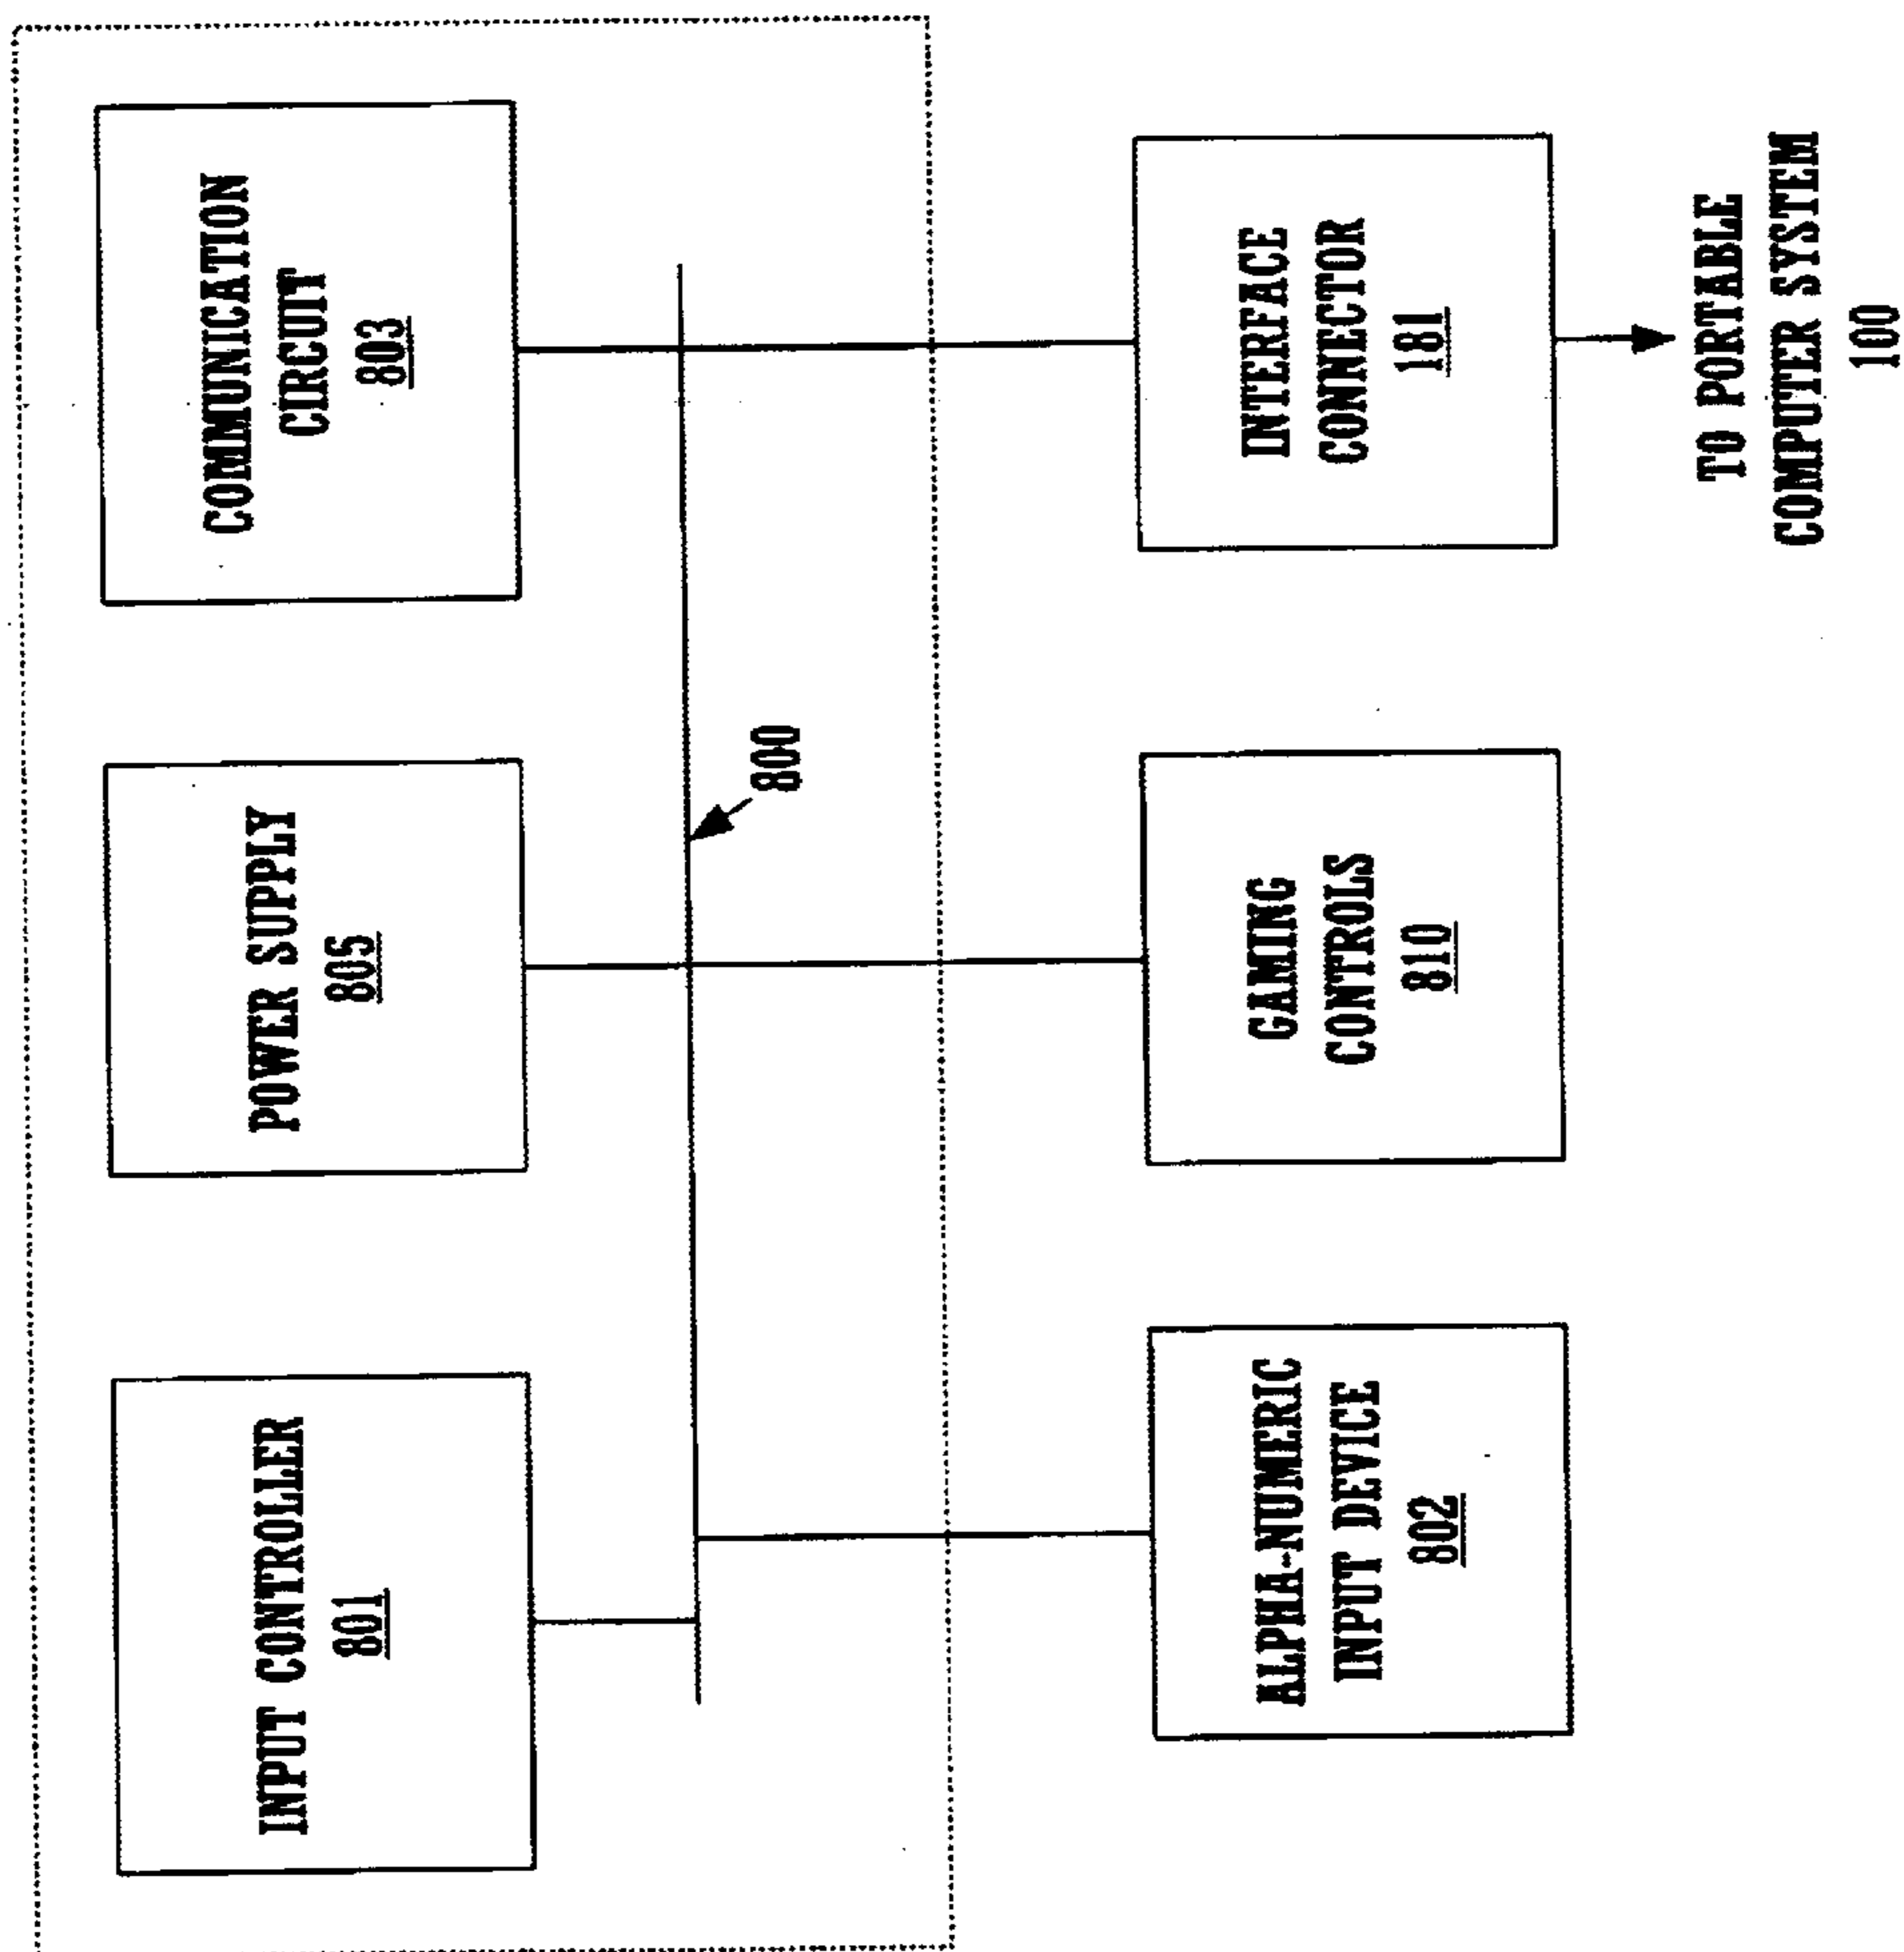 INPUT CONTROLLER
801
POWER SUPPLY
805
COMMUNICATION
CIRCUIT
803
800
ALPHA-NUMERIC
INPUT DEVICE
802
GAMING
CONTROLS
810
INTERFACE
CONNECTOR
181
TO PORTABLE
COMPUTER SYSTEM
100